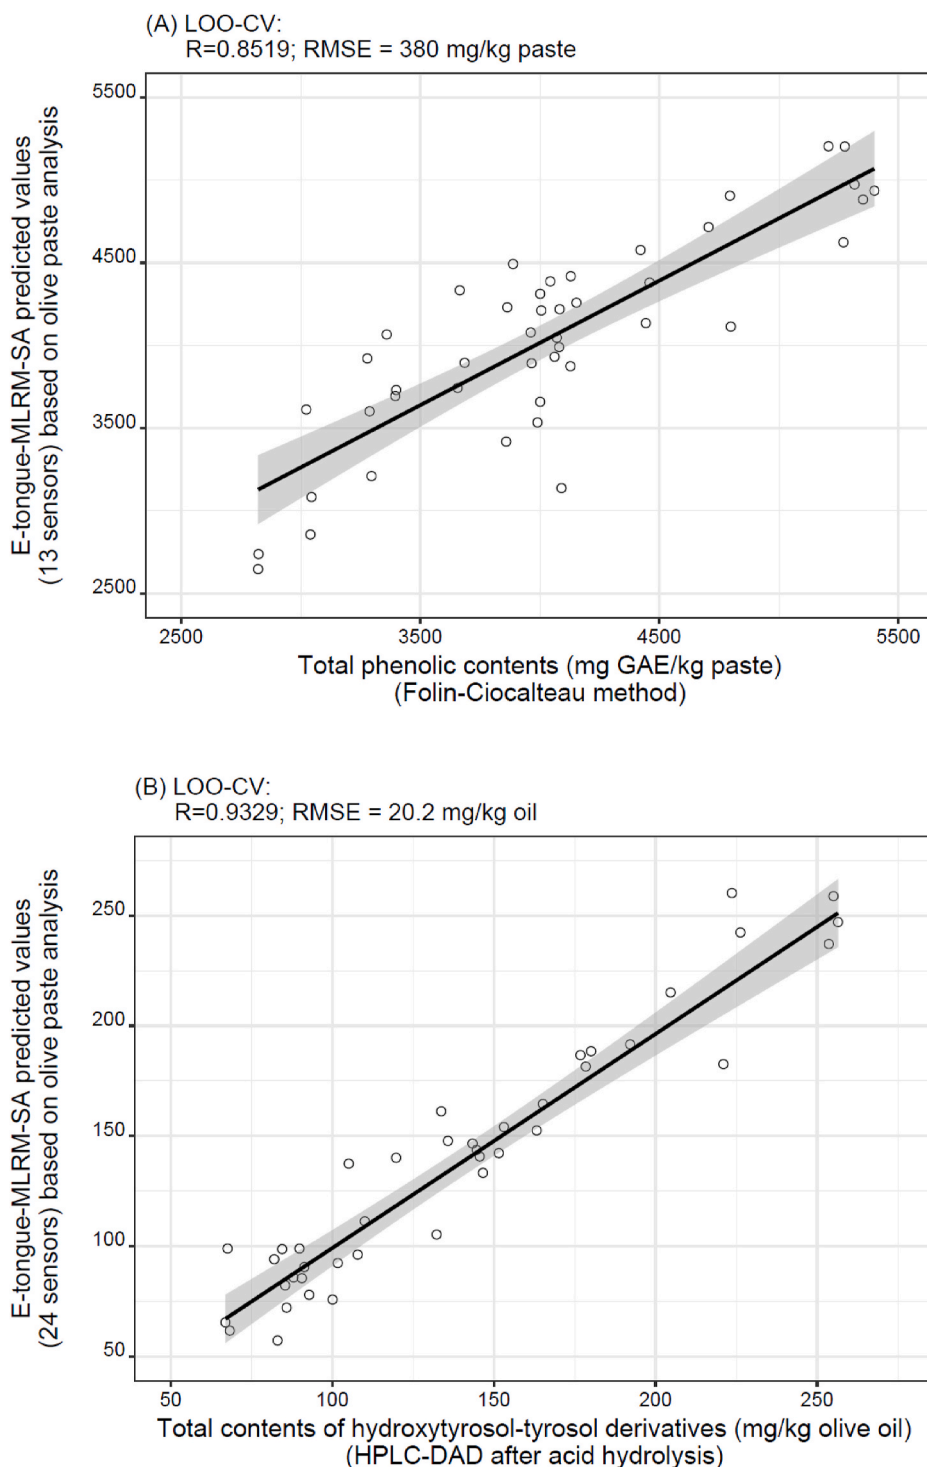 (A) LOO-CV:
R=0.8519; RMSE = 380 mg/kg paste
E-tongue-MLRM-SA predicted values
(13 sensors) based on olive paste analysis
5500
4500
3500
2500
2500 3500 4500 5500
Total phenolic contents (mg GAE/kg paste)
(Folin-Ciocalteau method)
(B) LOO-CV:
R=0.9329; RMSE = 20.2 mg/kg oil
E-tongue-MLRM-SA predicted values
(24 sensors) based on olive paste analysis
250
200
150
100
50
50 100 150 200 250
Total contents of hydroxytyrosol-tyrosol derivatives (mg/kg olive oil)
(HPLC-DAD after acid hydrolysis)